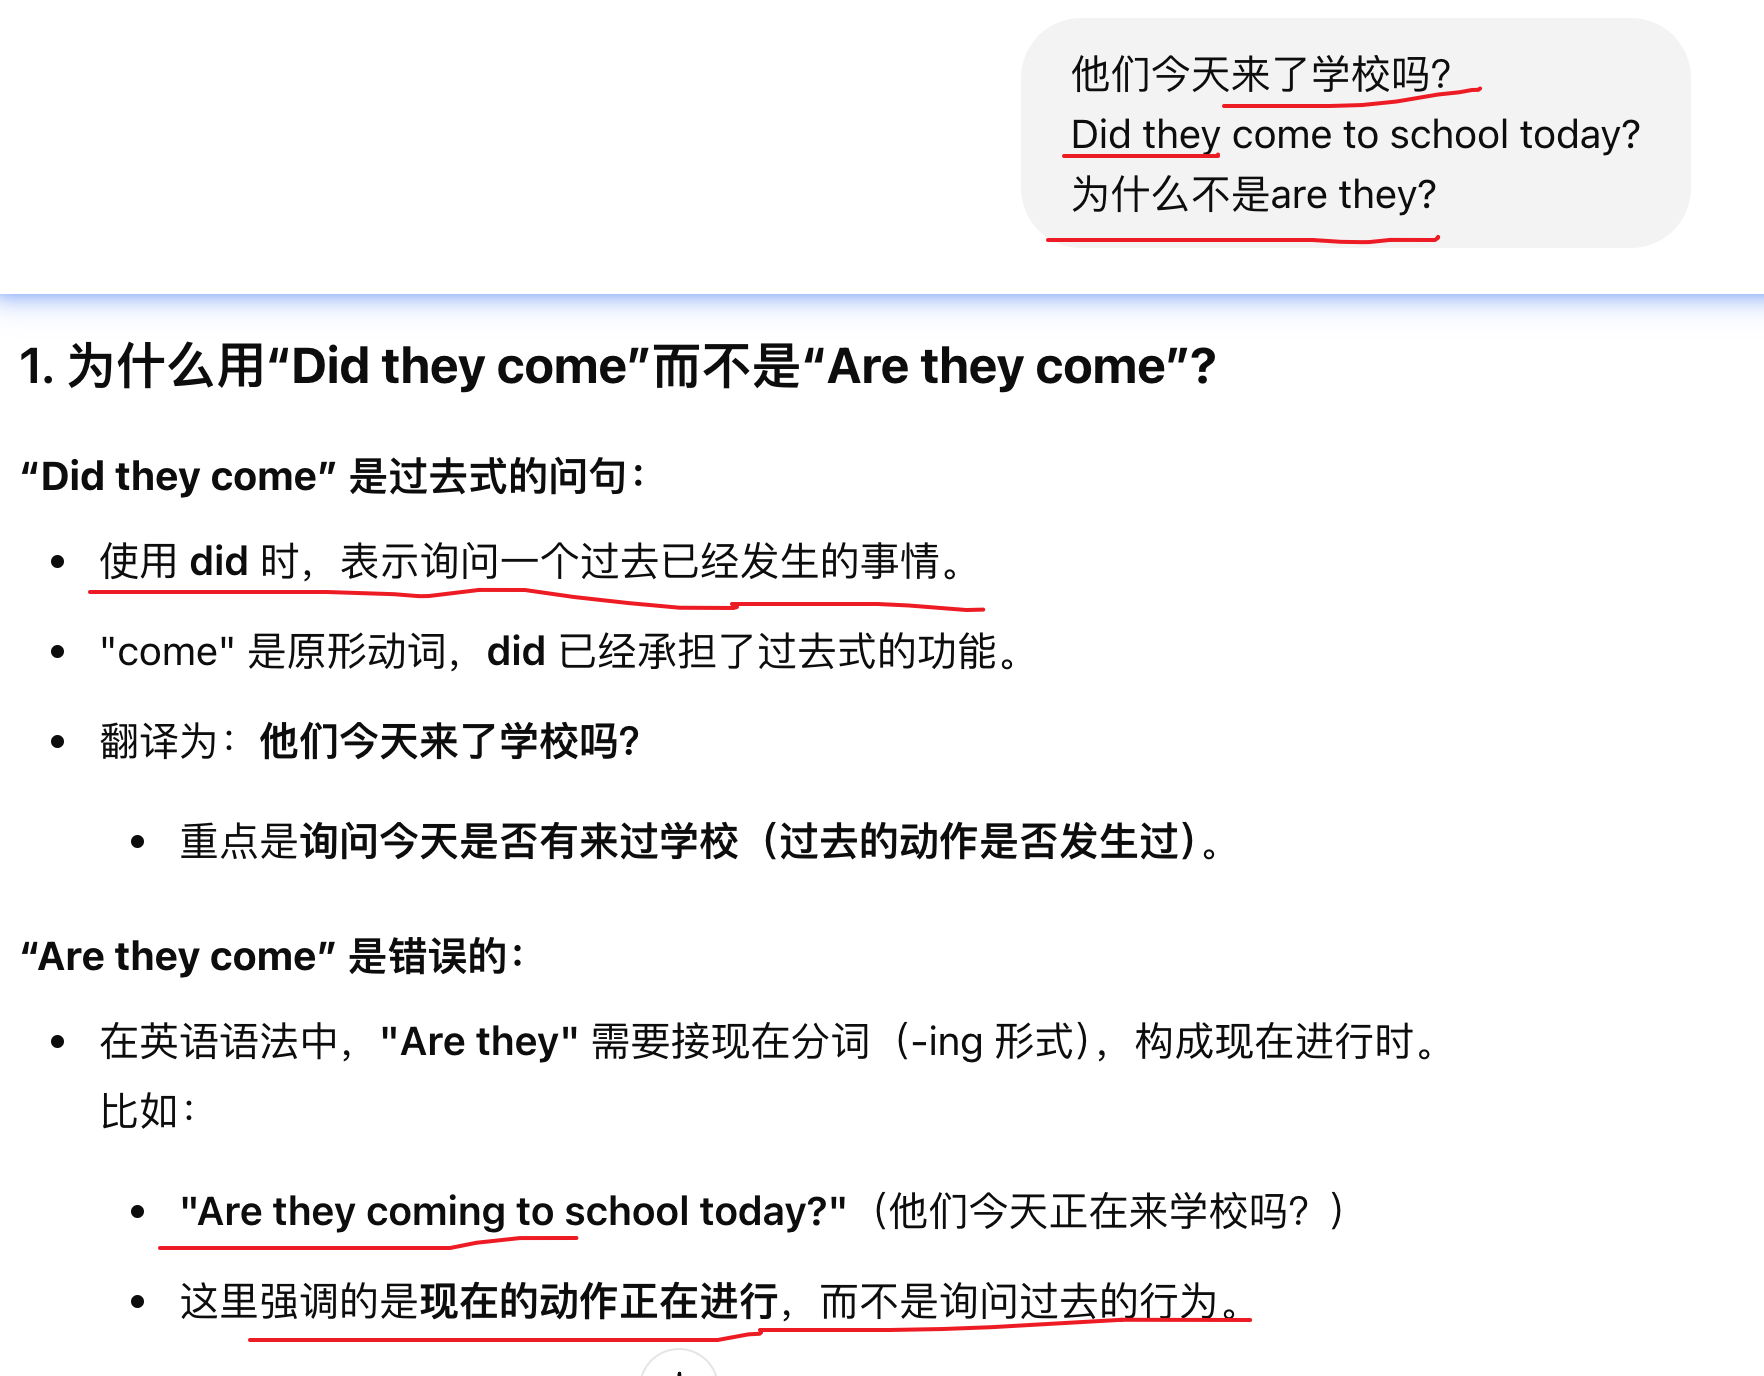 他们今天来了学校吗?
Did they come to school today?
为什么不是are they?
1. 为什么用“Did they come”而不是“Are they come”?
“Did they come” 是过去式的问句：
使用 did 时，表示询问一个过去已经发生的事情。
"come" 是原形动词，did 已经承担了过去式的功能。
翻译为：他们今天来了学校吗?
重点是询问今天是否有来过学校（过去的动作是否发生过）。
“Are they come” 是错误的：
在英语语法中，"Are they" 需要接现在分词（-ing 形式），构成现在进行时。
比如：
"Are they coming to school today?"（他们今天正在来学校吗？）
这里强调的是现在的动作正在进行，而不是询问过去的行为。